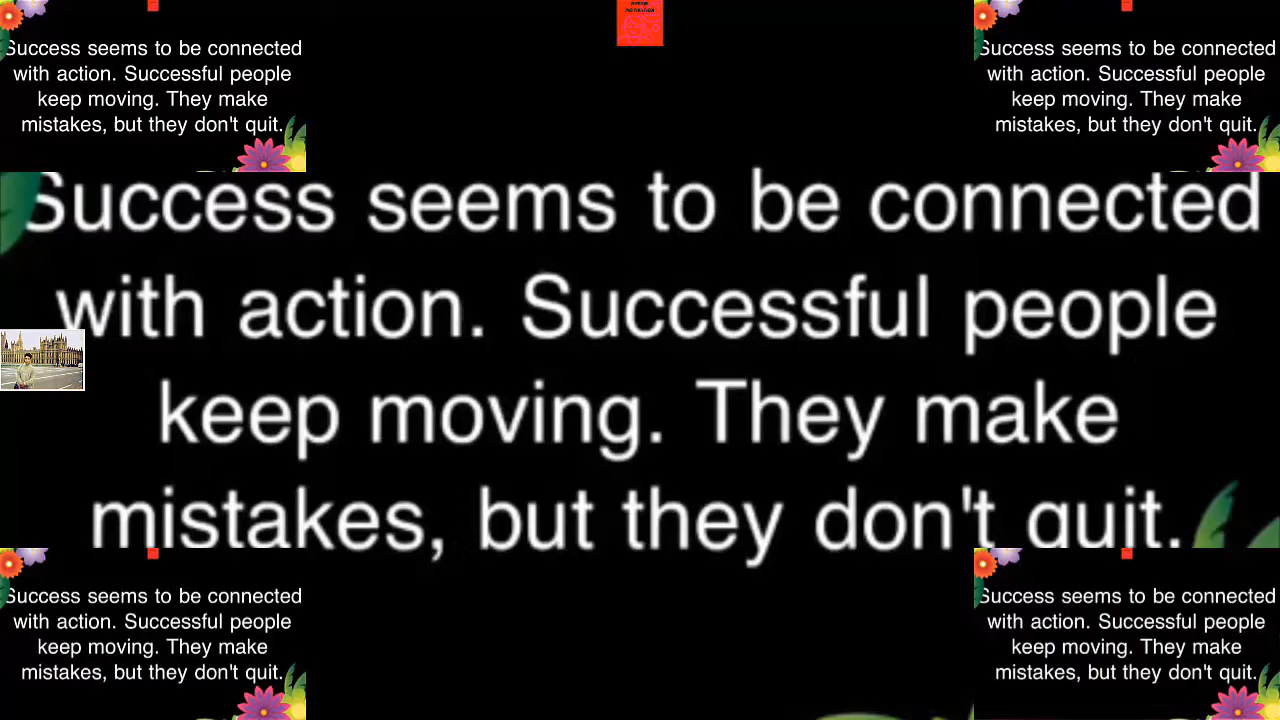 Success seems to be connected
with action. Successful people
keep moving. They make
mistakes, but they don't quit.
MOTIVATION
Success seems to be connected
with action. Successful people
keep moving. They make
mistakes, but they don't quit.
Success seems to be connected
with action. Successful people
keep moving. They make
mistakes, but they don't quit.
Success seems to be connected
with action. Successful people
keep moving. They make
mistakes, but they don't quit.
Success seems to be connected
with action. Successful people
keep moving. They make
mistakes, but they don't quit.